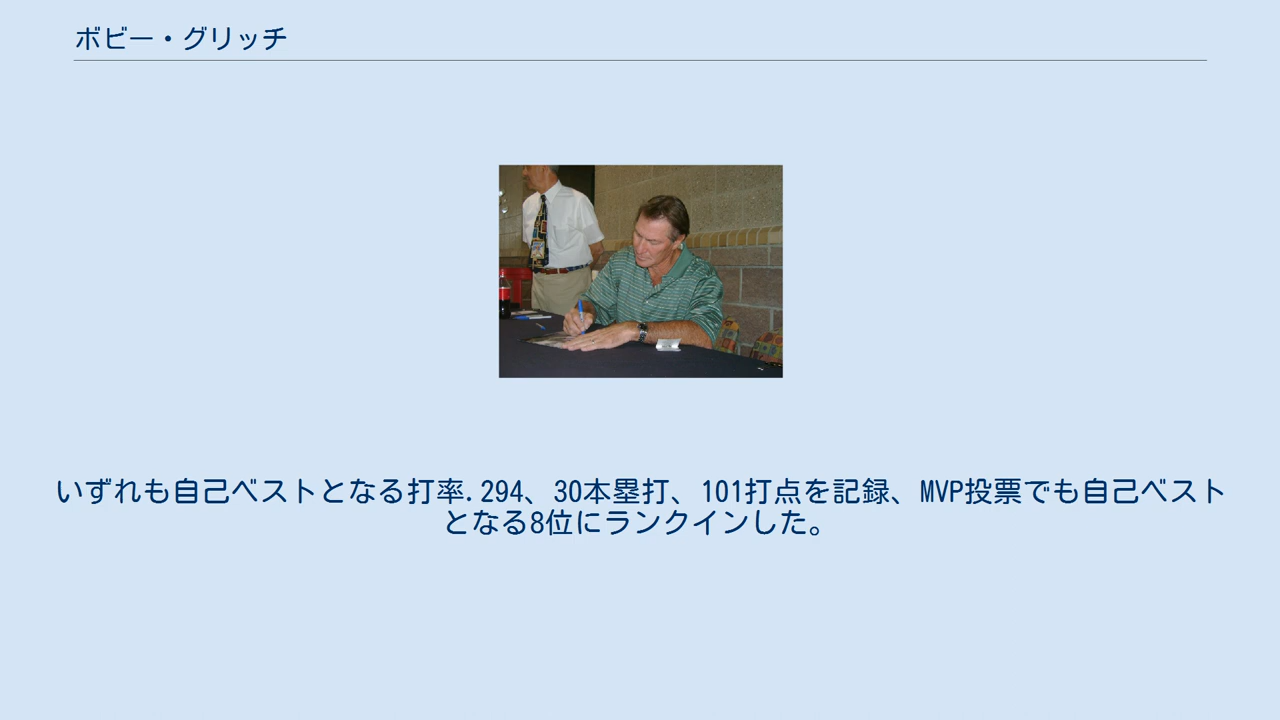 ボビー・グリッチ
いずれも自己ベストとなる打率.294、30本塁打、101打点を記録、MVP投票でも自己ベスト
となる8位にランクインした。